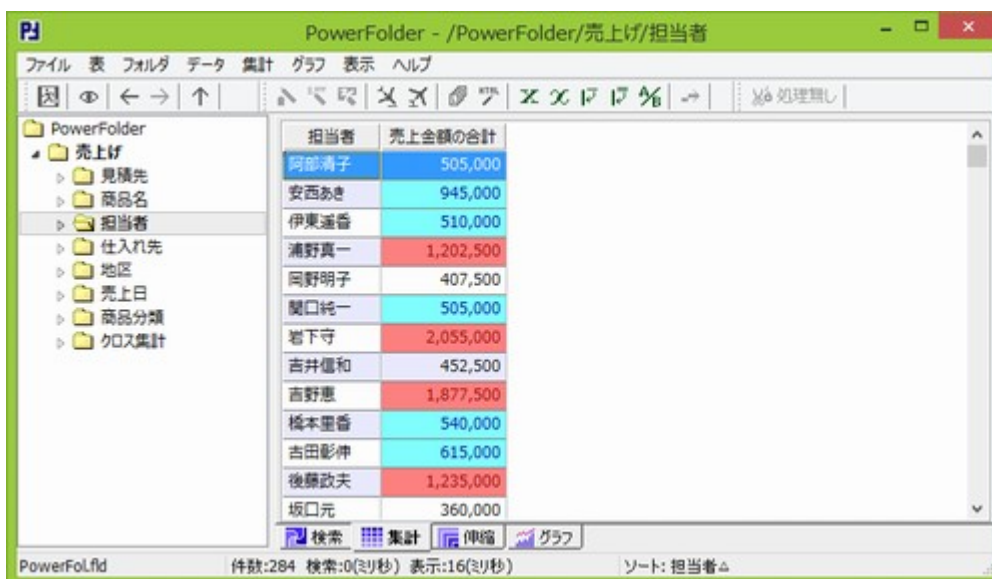 PowerFolder - /PowerFolder/売上げ/担当者
ファイル 表 フォルダ データ 集計 グラフ 表示 ヘルプ
処理無し
PowerFolder
売上げ
見積先
商品名
担当者
仕入れ先
地区
売上日
商品分類
クロス集計
担当者 売上金額の合計
阿部清子 505,000
安西あき 945,000
伊東遥香 510,000
浦野真一 1,202,500
岡野明子 407,500
関口純一 505,000
岩下守 2,055,000
吉井信和 452,500
吉野恵 1,877,500
橋本里香 540,000
古田彰伸 615,000
後藤政夫 1,235,000
坂口元 360,000
検索 集計 伸縮 グラフ
PowerFol.fld 件数:284 検索:0(ミリ秒) 表示:16(ミリ秒) ソート: 担当者△